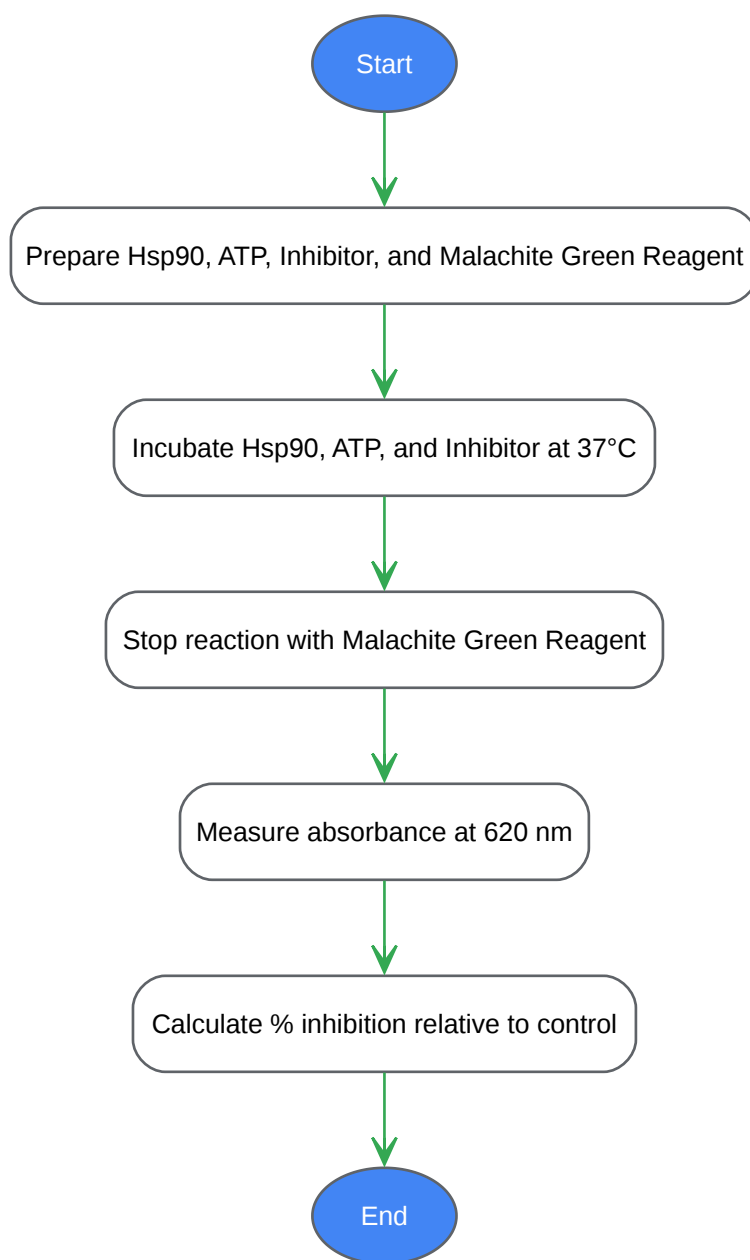 Start
Prepare Hsp90, ATP, Inhibitor, and Malachite Green Reagent
Incubate Hsp90, ATP, and Inhibitor at 37°C
Stop reaction with Malachite Green Reagent
Measure absorbance at 620 nm
Calculate % inhibition relative to control
End